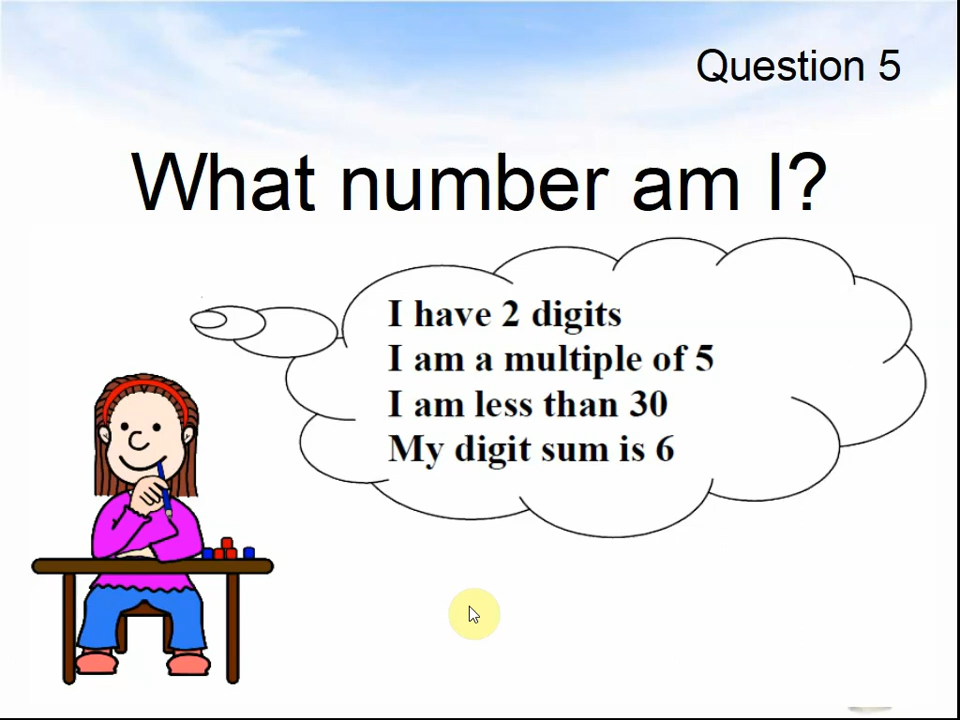 Question 5
What number am I?
I have 2 digits
I am a multiple of 5
I am less than 30
My digit sum is 6